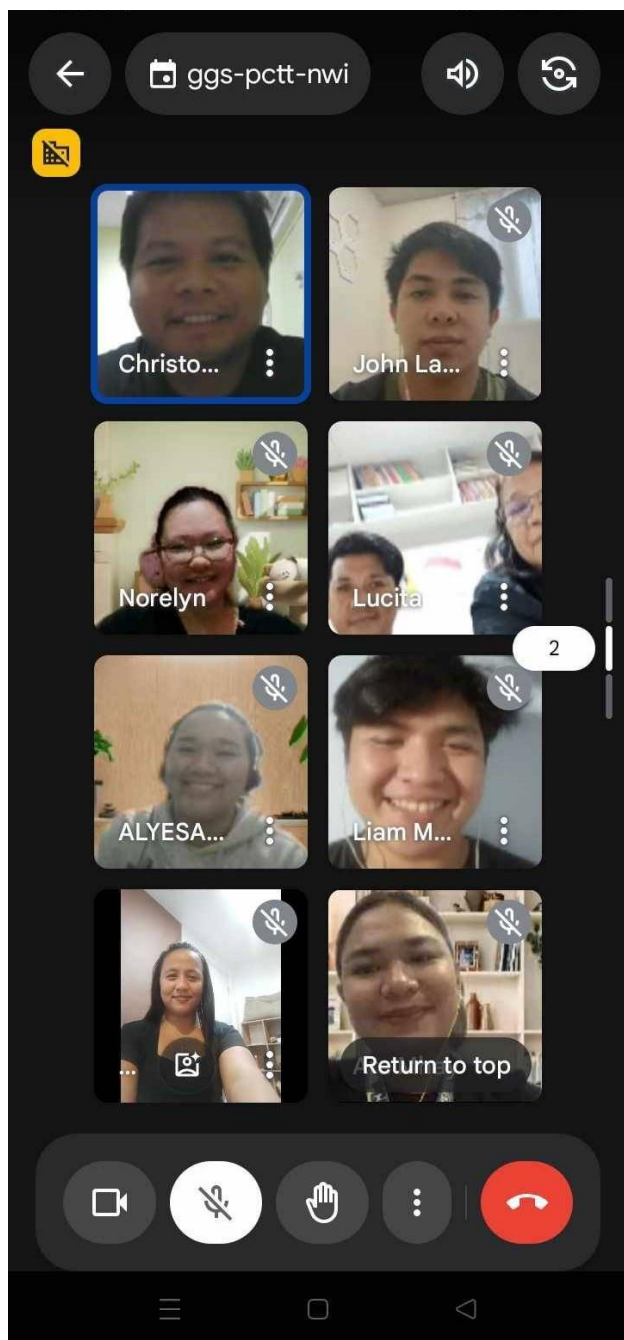 ggs-pctt-nwi
Christo...
John La...
Norelyn
Lucita
2
ALYESA...
Liam M...
...
Return to top